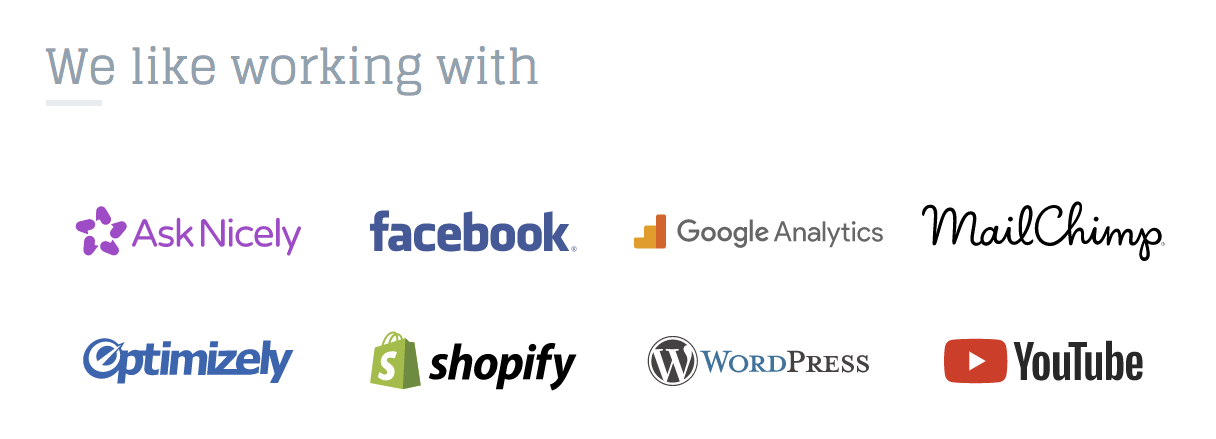 We like working with
Ask Nicely facebook® Google Analytics MailChimp
Optimizely shopify WordPress YouTube